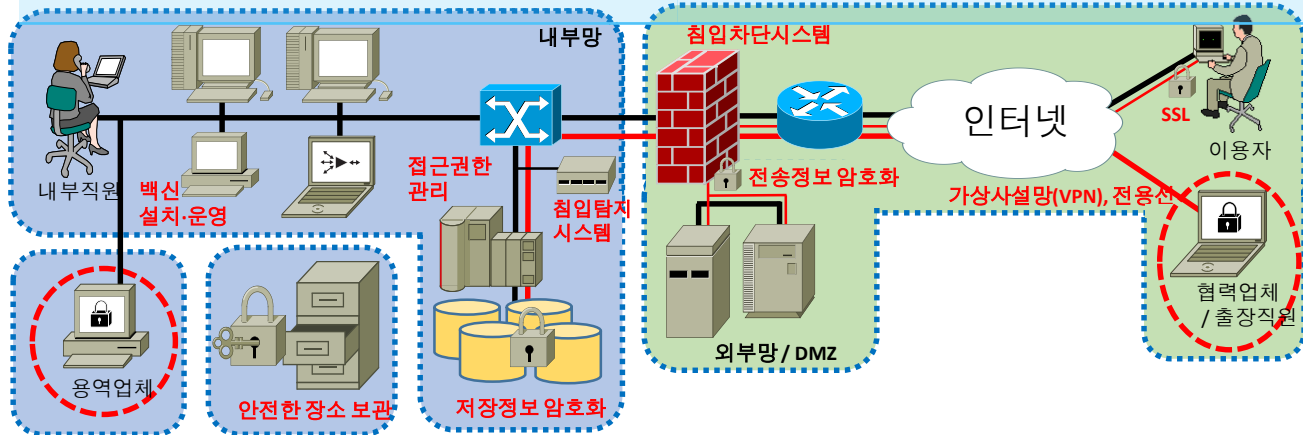 내부망
침입차단시스템
인터넷
SSL
이용자
내부직원
백신
설치·운영
접근권한
관리
침입탐지
시스템
전송정보 암호화
가상사설망(VPN), 전용선
협력업체
/ 출장직원
외부망 / DMZ
용역업체
안전한 장소 보관
저장정보 암호화